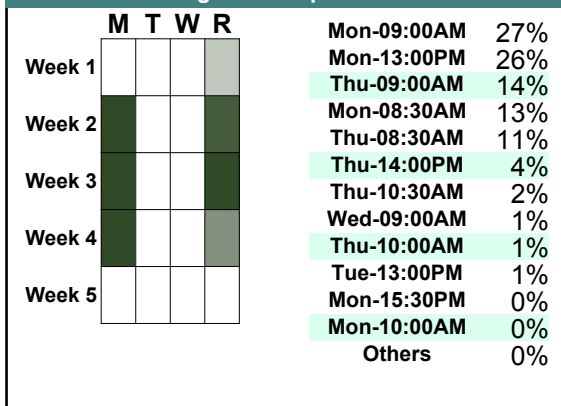 M T W R
Week 1
Week 2
Week 3
Week 4
Week 5
Mon-09:00AM 27%
Mon-13:00PM 26%
Thu-09:00AM 14%
Mon-08:30AM 13%
Thu-08:30AM 11%
Thu-14:00PM 4%
Thu-10:30AM 2%
Wed-09:00AM 1%
Thu-10:00AM 1%
Tue-13:00PM 1%
Mon-15:30PM 0%
Mon-10:00AM 0%
Others 0%